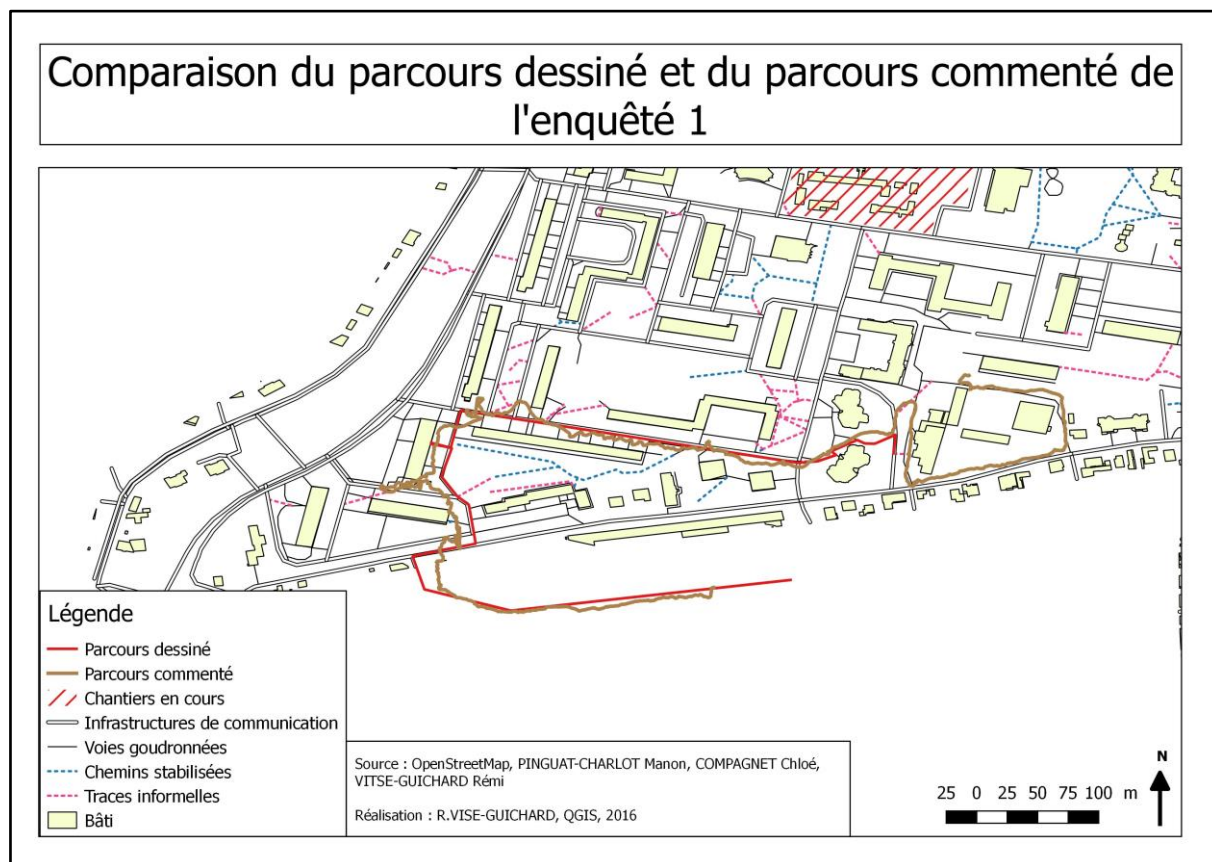 Comparaison du parcours dessiné et du parcours commenté de
l'enquêté 1
Légende
Parcours dessiné
Parcours commenté
Chantiers en cours
Infrastructures de communication
Voies goudronnées
Chemins stabilisées
Traces informelles
Bâti
Source : OpenStreetMap, PINGUAT-CHARLOT Manon, COMPAGNET Chloé,
VITSE-GUICHARD Rémi
Réalisation : R.VISE-GUICHARD, QGIS, 2016
25 0 25 50 75 100 m
N